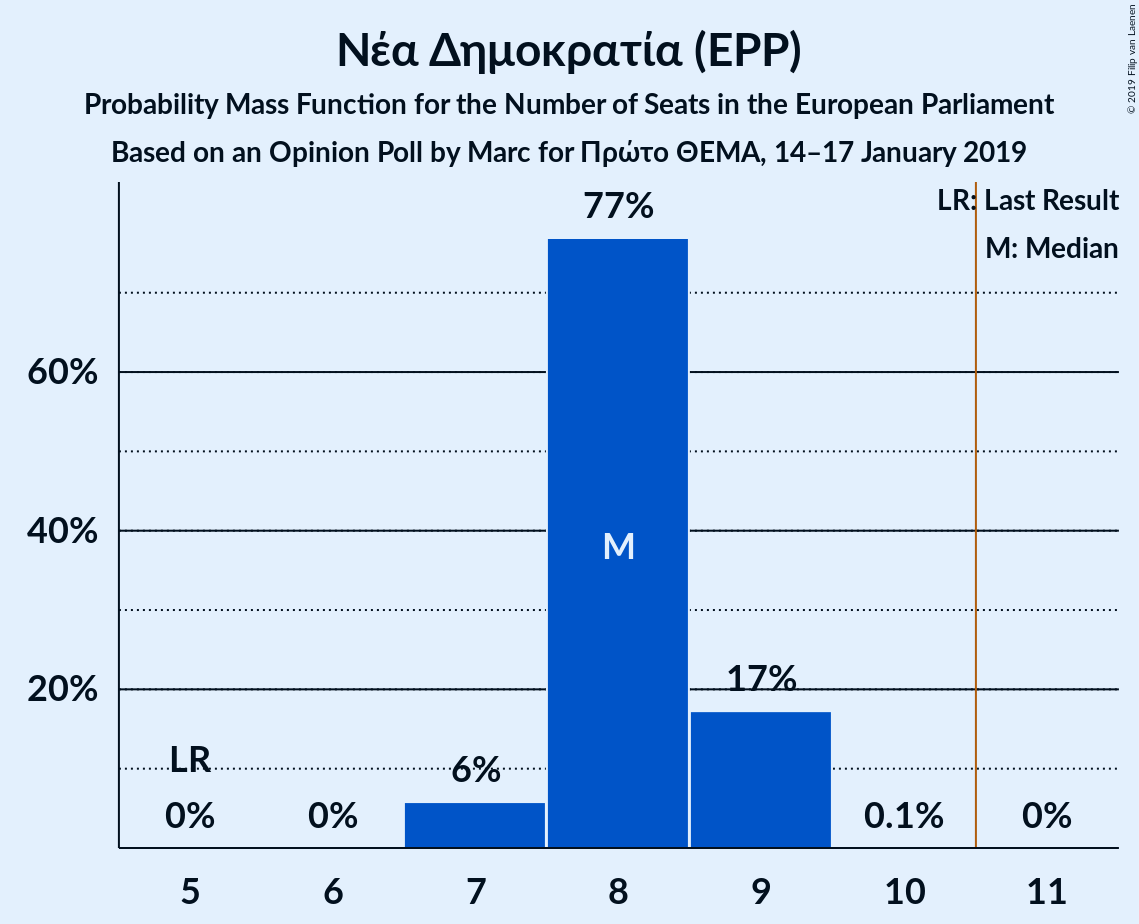 Νέα Δημοκρατία (EPP)
Probability Mass Function for the Number of Seats in the European Parliament
Based on an Opinion Poll by Marc for Πρώτο ΘΕΜΑ, 14–17 January 2019
© 2019 Filip van Laenen
LR: Last Result
M: Median
77%
60%
40%
M
20%
17%
LR
6%
0%
0%
0.1%
0%
5 6 7 8 9 10 11